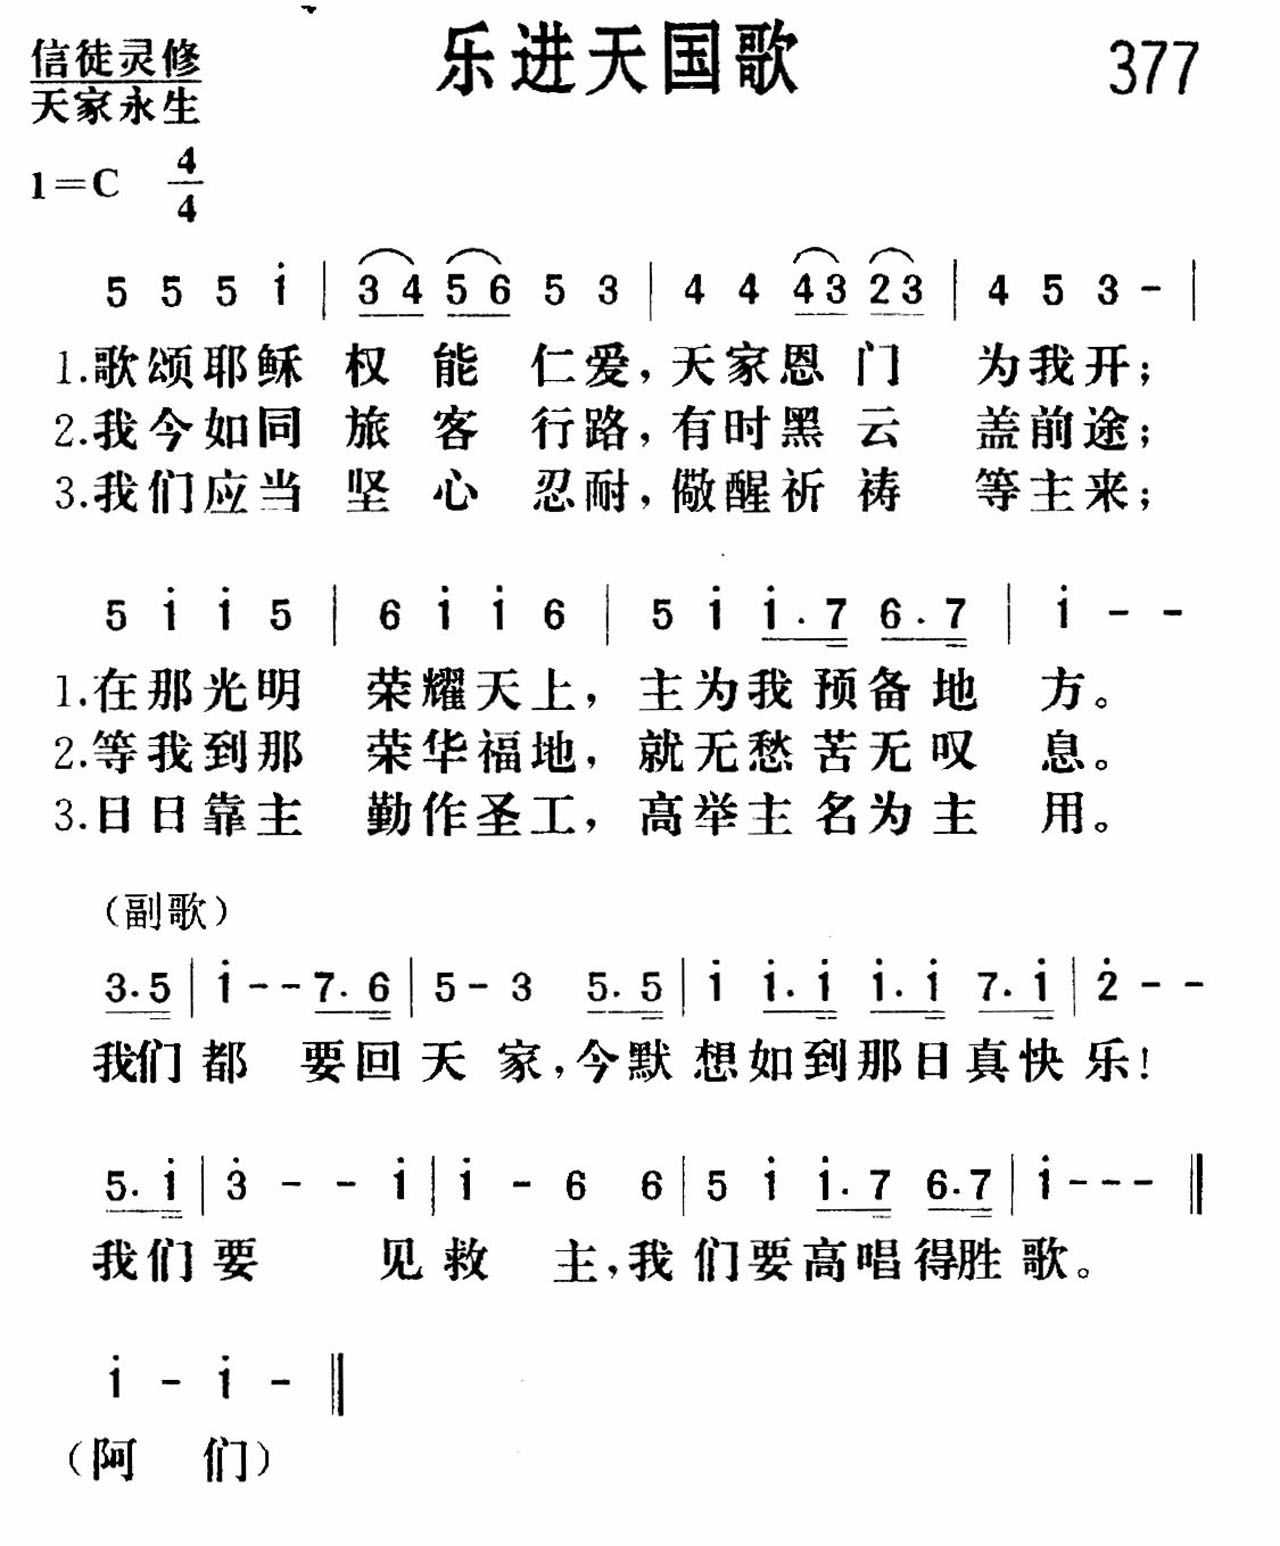 信徒灵修
天家永生
乐进天国歌
377
1=C 4/4
5 5 5 i | 3 4 5 6 5 3 | 4 4 4 3 2 3 | 4 5 3 - |
1.歌颂耶稣 权 能 仁爱，天家恩 门 为我开；
2.我今如同 旅 客 行路，有时黑 云 盖前途；
3.我们应当 坚 心 忍耐，儆醒祈 祷 等主来；
5 i i 5 | 6 i i 6 | 5 i i . 7 6 . 7 | i - -
1.在那光明 荣耀天上，主为我 预备地 方。
2.等我到那 荣华福地，就无愁 苦无叹 息。
3.日日靠主 勤作圣工，高举主 名为主 用。
（副歌）
3. 5 | i - - 7. 6 | 5 - 3 5. 5 | i i. i i. i 7. i | 2̇ - -
我们 都 要回 天 家，今默 想如到那日真快 乐！
5. i | 3̇ - - i | i - 6 6 | 5 i i. 7 6. 7 | i - - - ‖
我们 要 见 救 主，我 们要高唱 得胜 歌。
i - i - ‖
（阿 们）